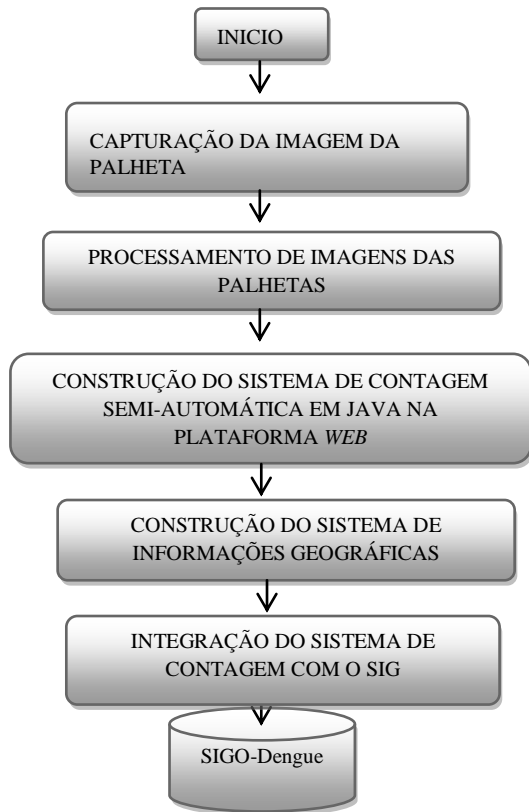 INICIO
CAPTURAÇÃO DA IMAGEM DA
PALHETA
PROCESSAMENTO DE IMAGENS DAS
PALHETAS
CONSTRUÇÃO DO SISTEMA DE CONTAGEM
SEMI-AUTOMÁTICA EM JAVA NA
PLATAFORMA WEB
CONSTRUÇÃO DO SISTEMA DE
INFORMAÇÕES GEOGRÁFICAS
INTEGRAÇÃO DO SISTEMA DE
CONTAGEM COM O SIG
SIGO-Dengue